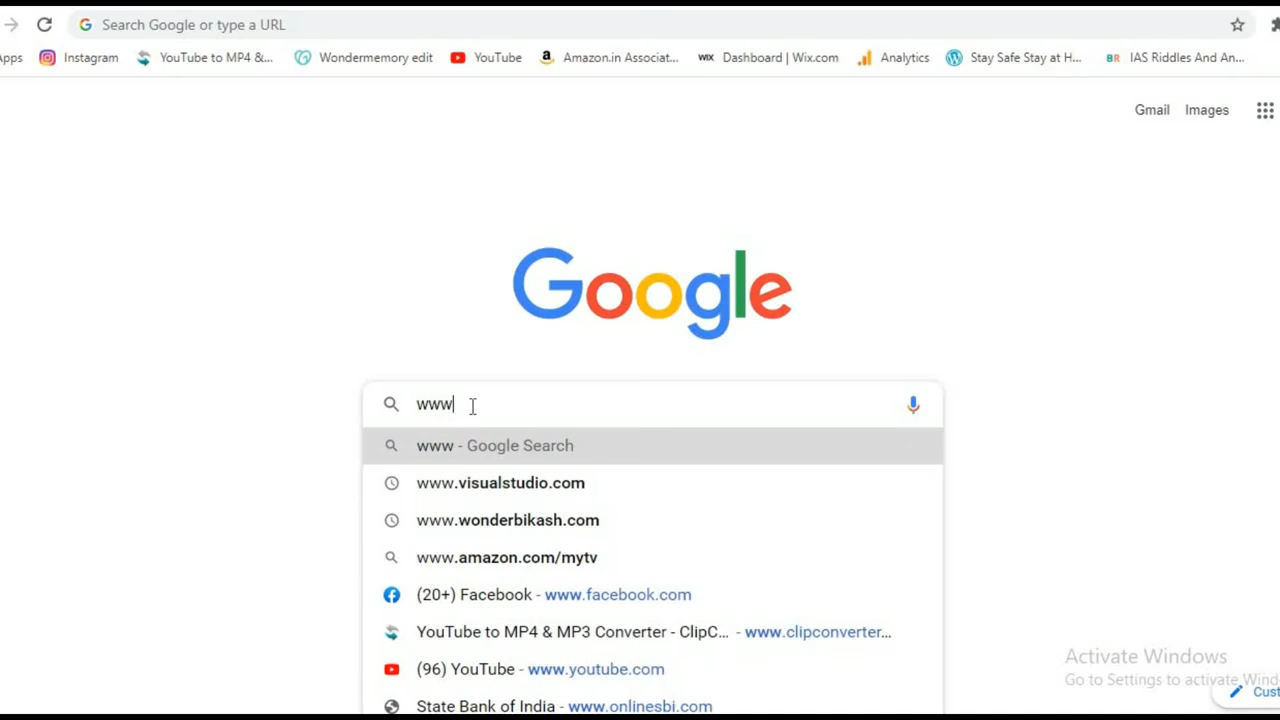 Search Google or type a URL
Apps Instagram YouTube to MP4 &... Wondermemory edit YouTube Amazon.in Associat... WIX Dashboard | Wix.com Analytics Stay Safe Stay at H... BR IAS Riddles And An...
Gmail Images
Google
www
www - Google Search
www.visualstudio.com
www.wonderbikash.com
www.amazon.com/mytv
(20+) Facebook - www.facebook.com
YouTube to MP4 & MP3 Converter - ClipC... - www.clipconverter...
(96) YouTube - www.youtube.com
State Bank of India - www.onlinesbi.com
Activate Windows
Go to Settings to activate Wind
Cust